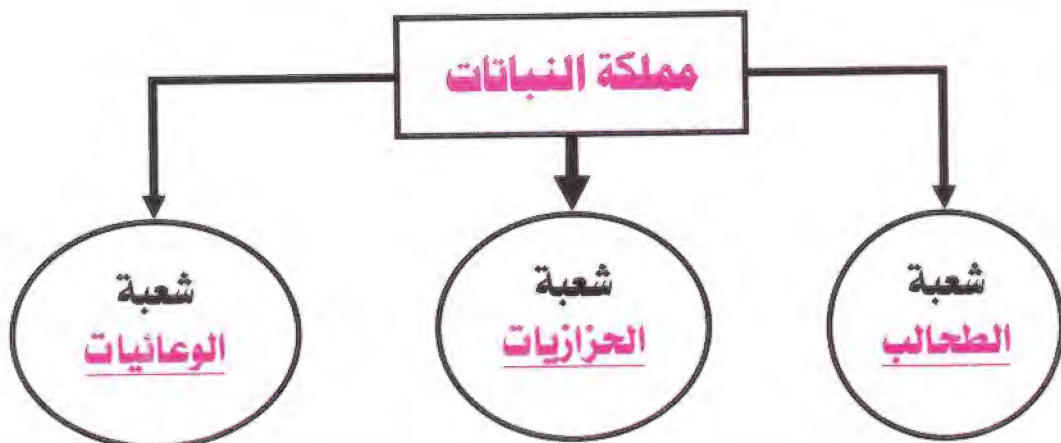 مملكة النباتات
شعبة
الطحالب
شعبة
الحزازيات
شعبة
الوعائيات